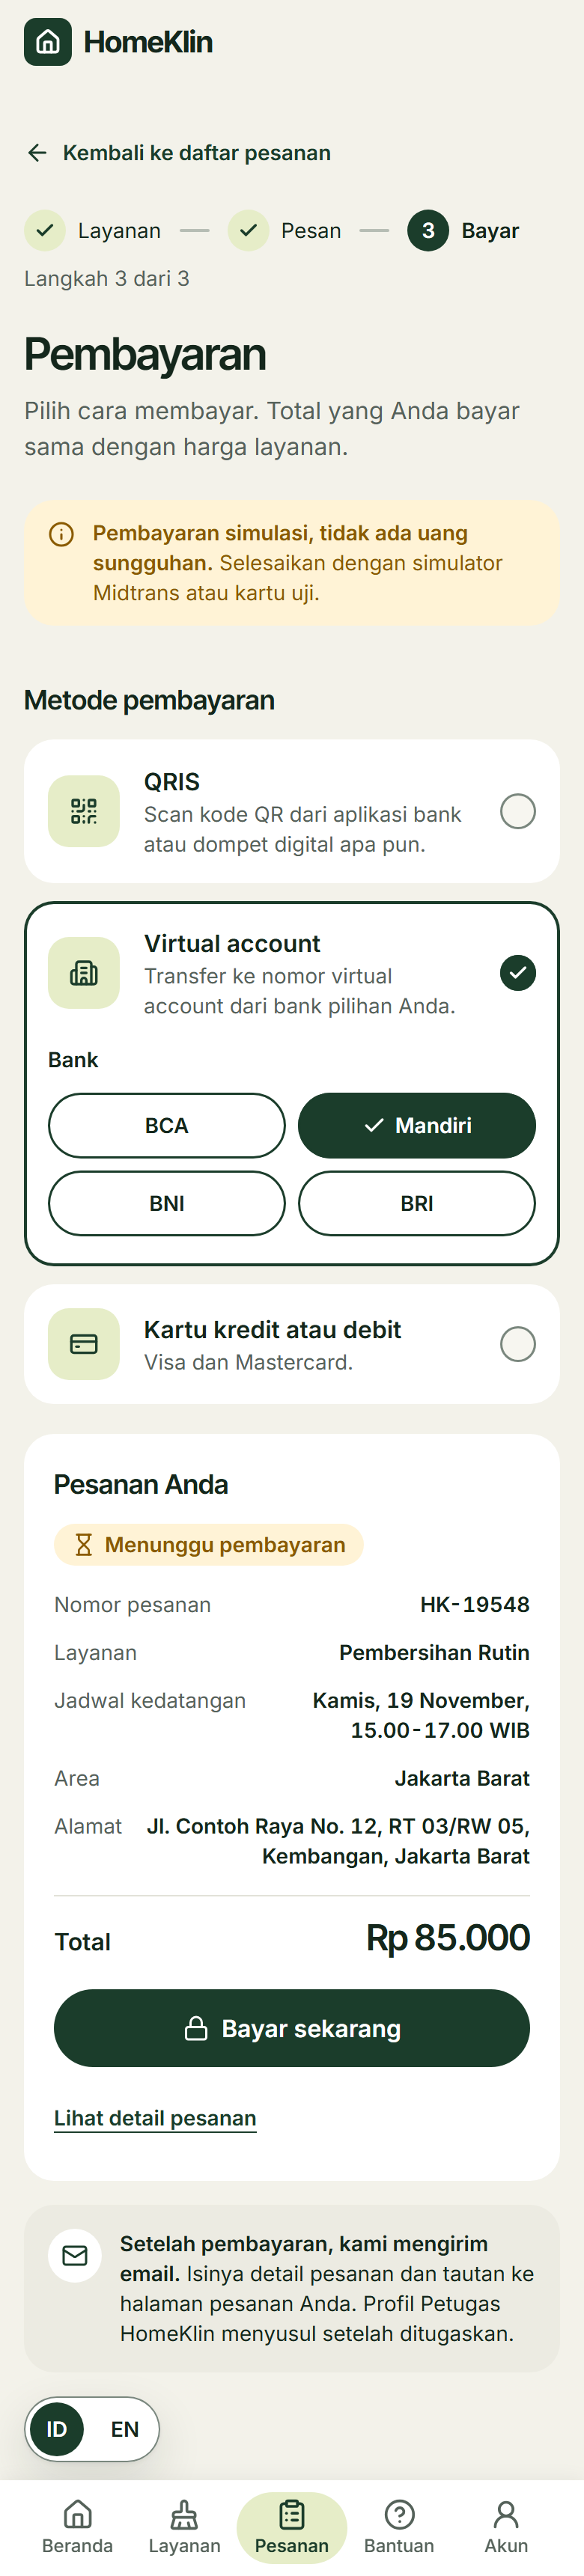 HomeKlin
Kembali ke daftar pesanan
Layanan
Pesan
3 Bayar
Langkah 3 dari 3
Pembayaran
Pilih cara membayar. Total yang Anda bayar
sama dengan harga layanan.
Pembayaran simulasi, tidak ada uang
sungguhan. Selesaikan dengan simulator
Midtrans atau kartu uji.
Metode pembayaran
QRIS
Scan kode QR dari aplikasi bank
atau dompet digital apa pun.
Virtual account
Transfer ke nomor virtual
account dari bank pilihan Anda.
Bank
BCA
Mandiri
BNI
BRI
Kartu kredit atau debit
Visa dan Mastercard.
Pesanan Anda
Menunggu pembayaran
Nomor pesanan HK-19548
Layanan Pembersihan Rutin
Jadwal kedatangan Kamis, 19 November,
15.00-17.00 WIB
Area Jakarta Barat
Alamat Jl. Contoh Raya No. 12, RT 03/RW 05,
Kembangan, Jakarta Barat
Total Rp 85.000
Bayar sekarang
Lihat detail pesanan
Setelah pembayaran, kami mengirim
email. Isinya detail pesanan dan tautan ke
halaman pesanan Anda. Profil Petugas
HomeKlin menyusul setelah ditugaskan.
ID EN
Beranda Layanan Pesanan Bantuan Akun